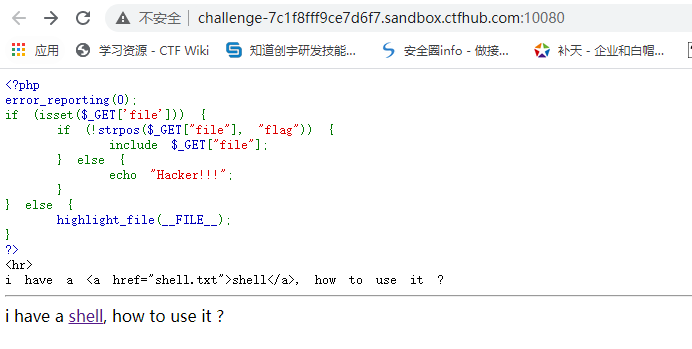 不安全 | challenge-7c1f8fff9ce7d6f7.sandbox.ctfhub.com:10080
应用 学习资源 - CTF Wiki 知道创宇研发技能... 安全圈info - 做接... 补天 - 企业和白帽...
<?php
error_reporting(0);
if (isset($_GET['file'])) {
if (!strpos($_GET["file"], "flag")) {
include $_GET["file"];
} else {
echo "Hacker!!!";
}
} else {
highlight_file(__FILE__);
}
?>
<hr>
i have a <a href="shell.txt">shell</a>, how to use it ?
i have a shell, how to use it ?